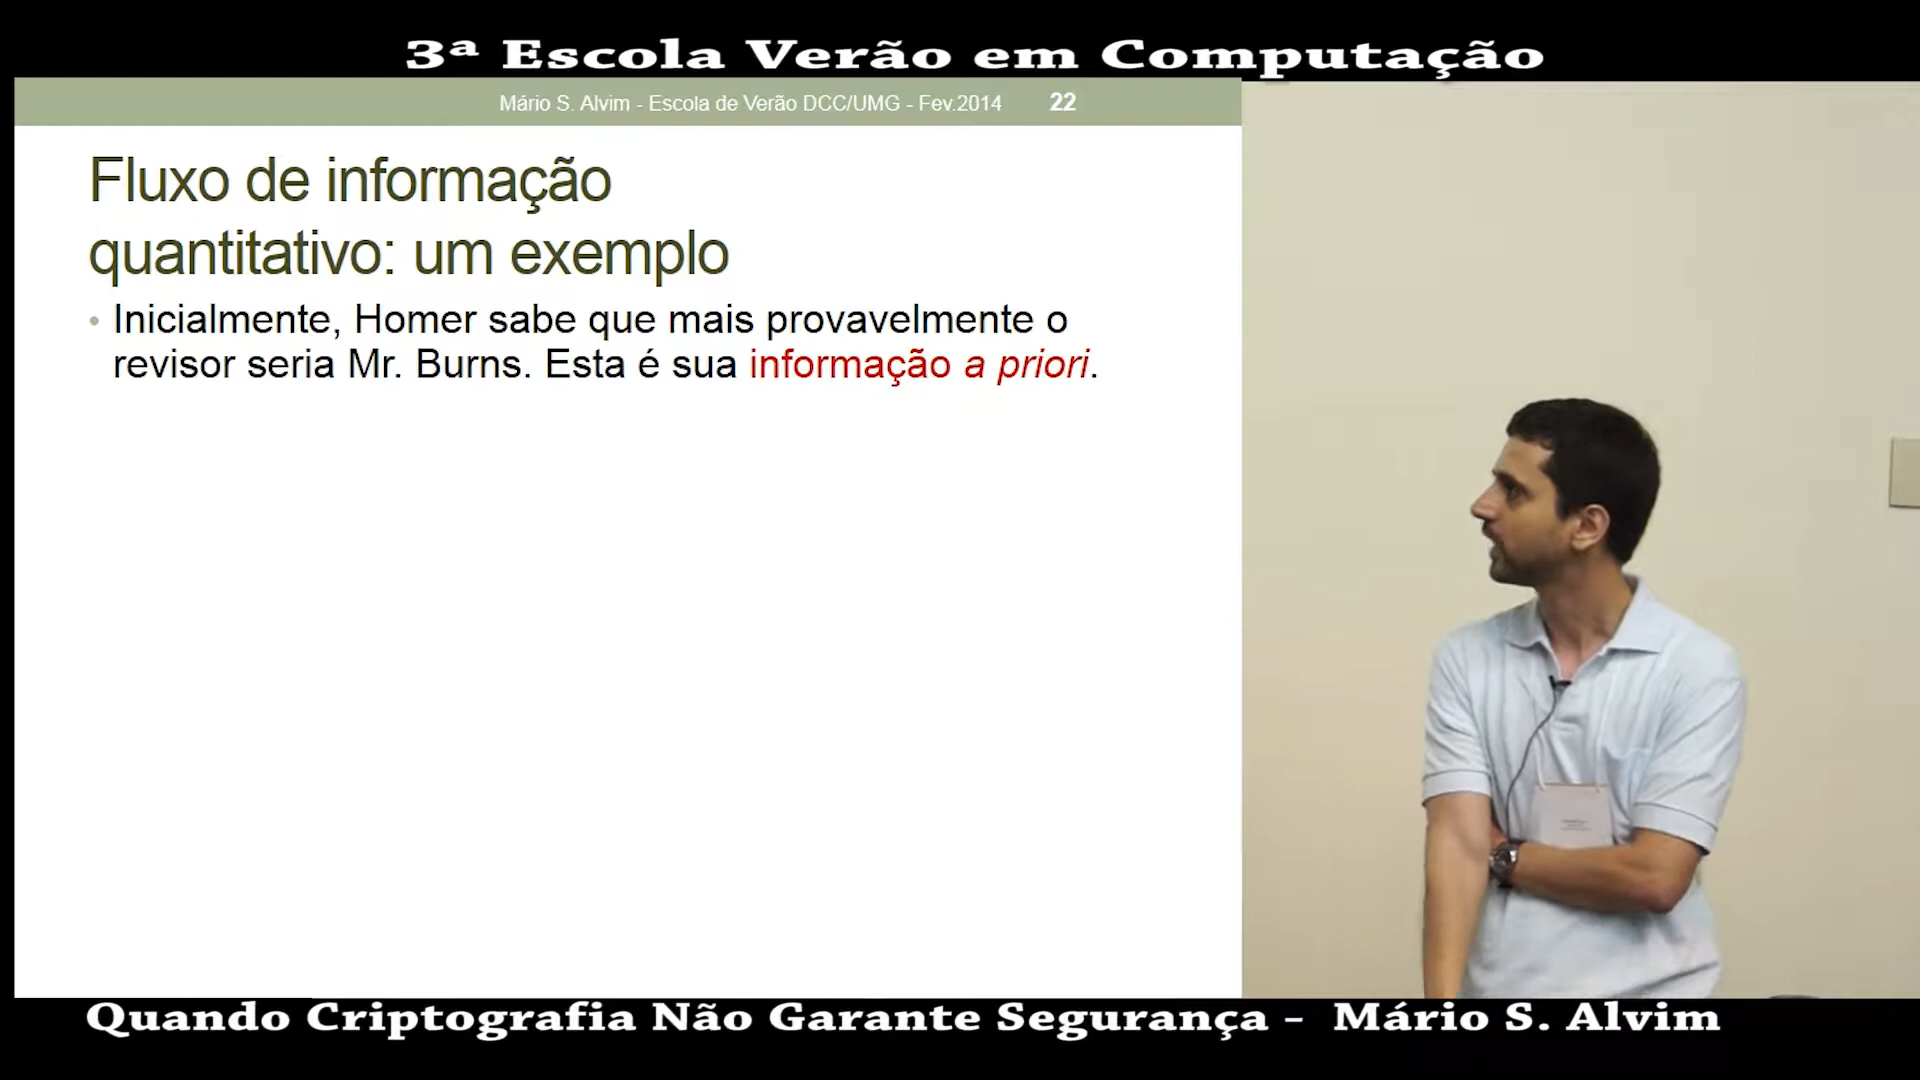 3ª Escola Verão em Computação
Mário S. Alvim - Escola de Verão DCC/UMG - Fev.2014 22
Fluxo de informação
quantitativo: um exemplo
• Inicialmente, Homer sabe que mais provavelmente o
revisor seria Mr. Burns. Esta é sua informação a priori.
Quando Criptografia Não Garante Segurança - Mário S. Alvim